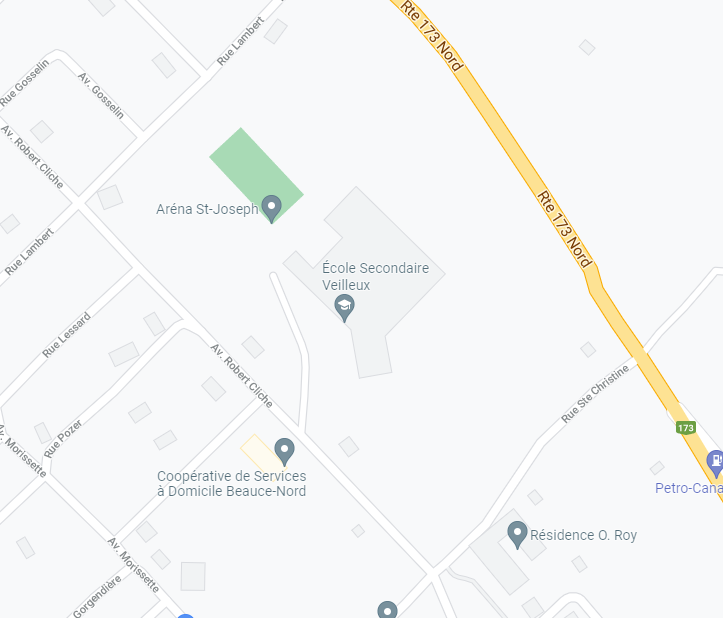 Rte 173 Nord
Rue Lambert
Rue Gosselin
Av. Gosselin
Av. Robert Cliche
Aréna St-Joseph
Rte 173 Nord
Rue Lambert
École Secondaire
Veilleux
Rue Lessard
Av. Robert Cliche
Rue Ste Christine
173
Rue Pozer
Av. Morissette
Coopérative de Services
à Domicile Beauce-Nord
Petro-Cana
Résidence O. Roy
Av. Morissette
Gorgendière